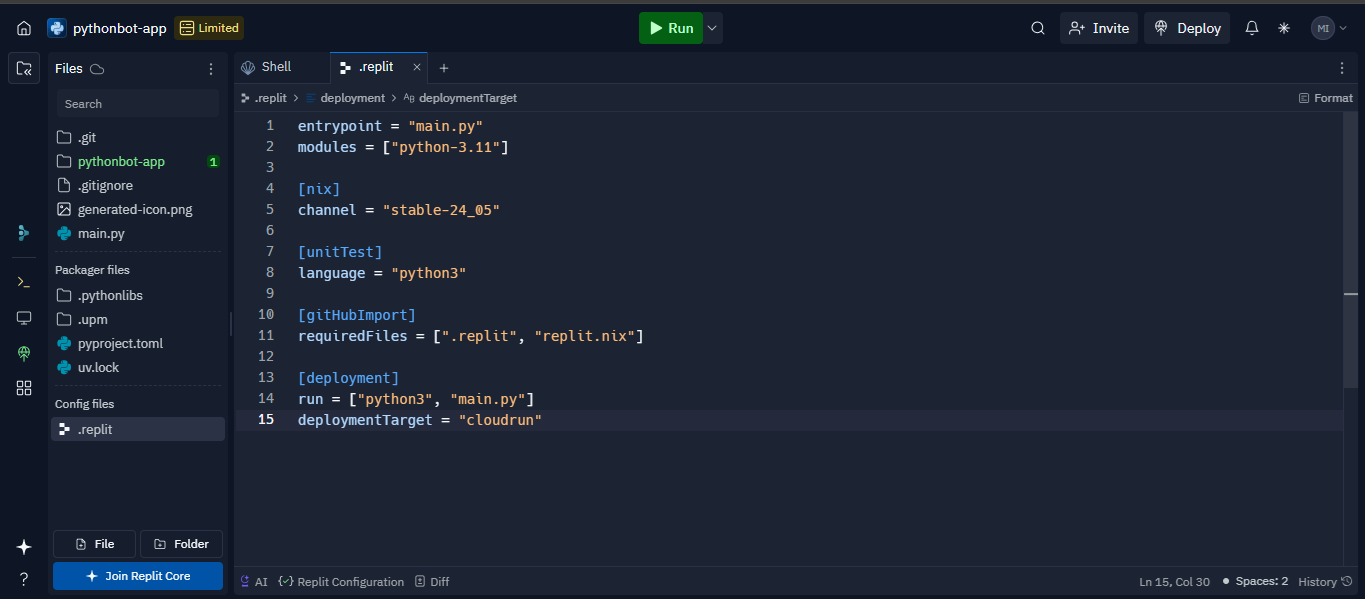 pythonbot-app Limited Run Invite Deploy MI
Files
Search
.git
pythonbot-app 1
.gitignore
generated-icon.png
main.py
Packager files
.pythonlibs
.upm
pyproject.toml
uv.lock
Config files
.replit
File Folder
Join Replit Core
Shell .replit
.replit > deployment > deploymentTarget Format
1 entrypoint = "main.py"
2 modules = ["python-3.11"]
3
4 [nix]
5 channel = "stable-24_05"
6
7 [unitTest]
8 language = "python3"
9
10 [gitHubImport]
11 requiredFiles = [".replit", "replit.nix"]
12
13 [deployment]
14 run = ["python3", "main.py"]
15 deploymentTarget = "cloudrun"
AI Replit Configuration Diff Ln 15, Col 30 Spaces: 2 History